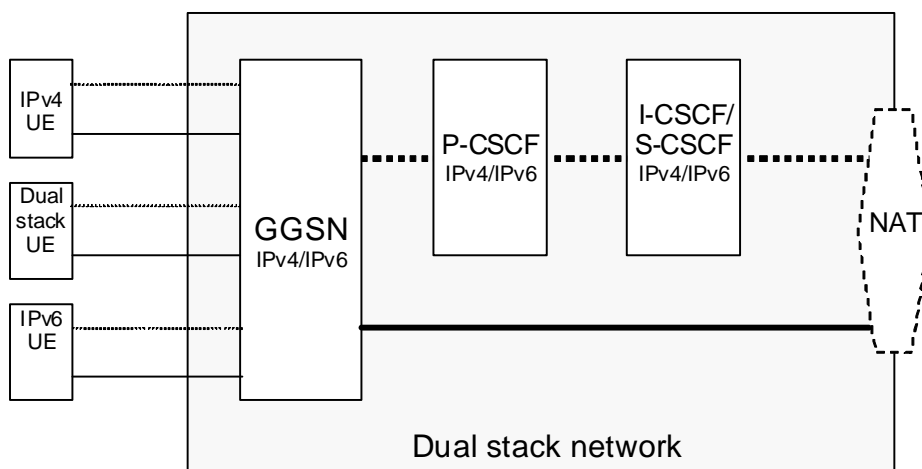 IPv4
UE
Dual
stack
UE
IPv6
UE
GGSN
IPv4/IPv6
P-CSCF
IPv4/IPv6
I-CSCF/
S-CSCF
IPv4/IPv6
NAT
Dual stack network